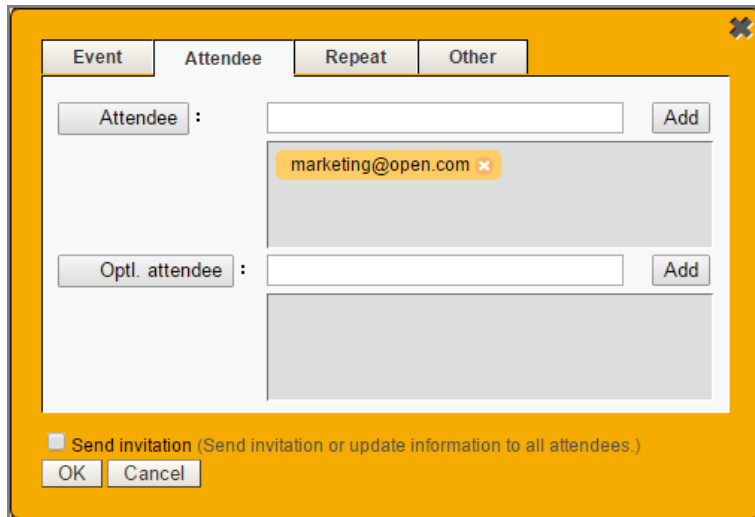 Event Attendee Repeat Other
Attendee : Add
marketing@open.com
Optl. attendee : Add
Send invitation (Send invitation or update information to all attendees.)
OK Cancel